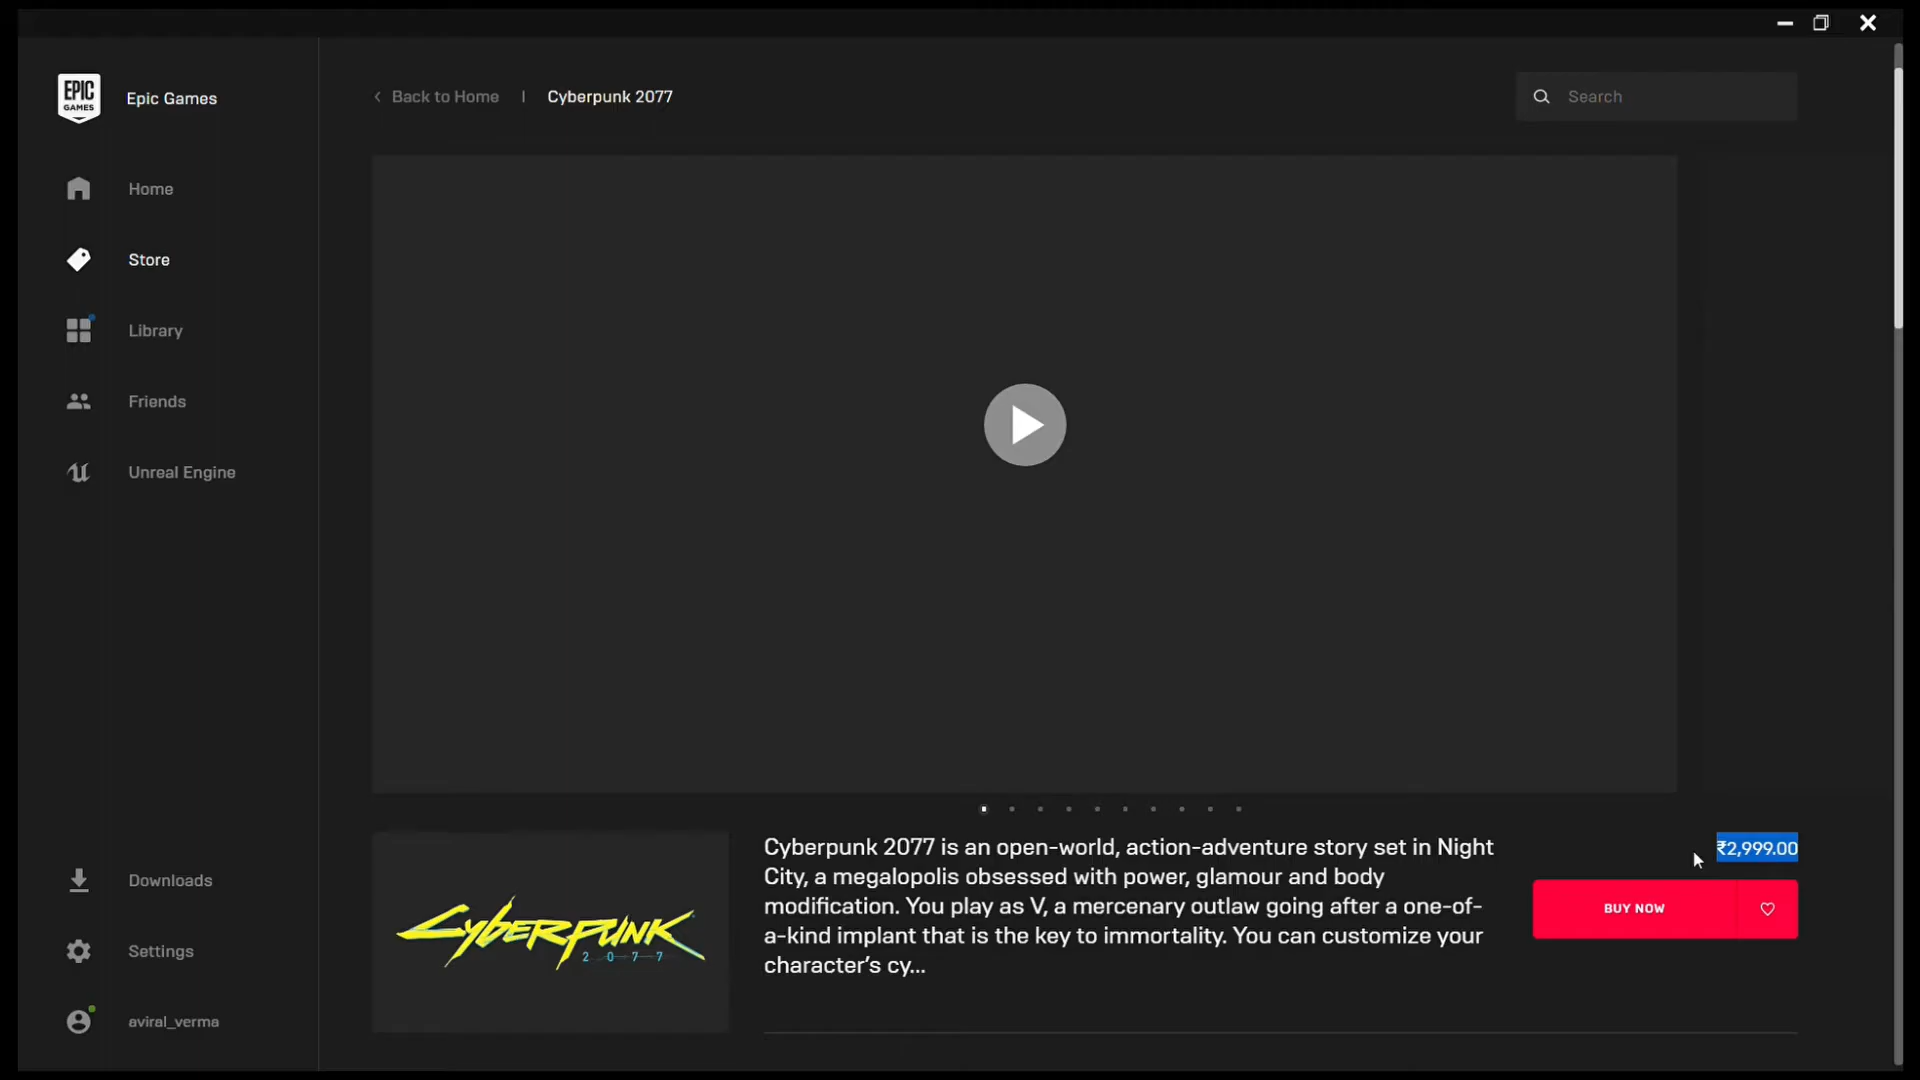 EPIC
GAMES
Epic Games
Back to Home
Cyberpunk 2077
Search
Home
Store
Library
Friends
Unreal Engine
Downloads
Settings
aviral_verma
CYBERPUNK
2077
Cyberpunk 2077 is an open-world, action-adventure story set in Night
City, a megalopolis obsessed with power, glamour and body
modification. You play as V, a mercenary outlaw going after a one-of-
a-kind implant that is the key to immortality. You can customize your
character’s cy...
₹2,999.00
BUY NOW